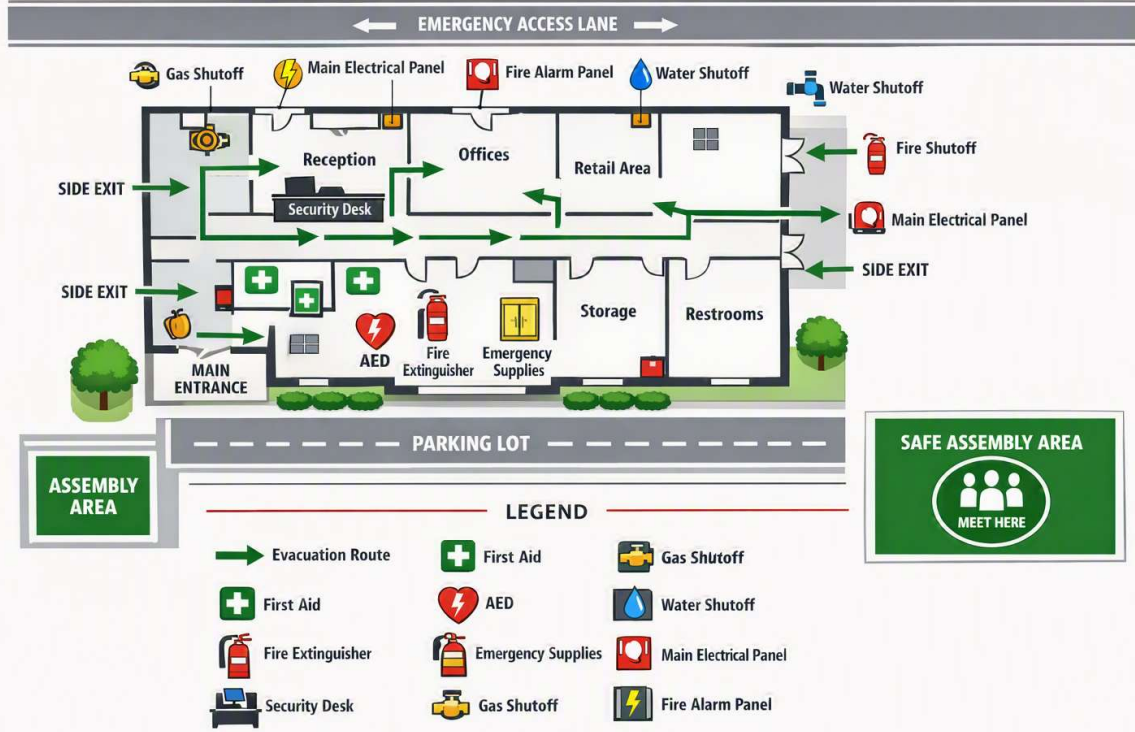 EMERGENCY ACCESS LANE
Gas Shutoff
Main Electrical Panel
Fire Alarm Panel
Water Shutoff
Water Shutoff
Reception
Offices
Retail Area
Fire Shutoff
SIDE EXIT
Security Desk
Main Electrical Panel
SIDE EXIT
SIDE EXIT
Storage
Restrooms
AED
Fire
Extinguisher
Emergency
Supplies
MAIN
ENTRANCE
PARKING LOT
ASSEMBLY
AREA
SAFE ASSEMBLY AREA
MEET HERE
LEGEND
Evacuation Route
First Aid
Gas Shutoff
First Aid
AED
Water Shutoff
Fire Extinguisher
Emergency Supplies
Main Electrical Panel
Security Desk
Gas Shutoff
Fire Alarm Panel